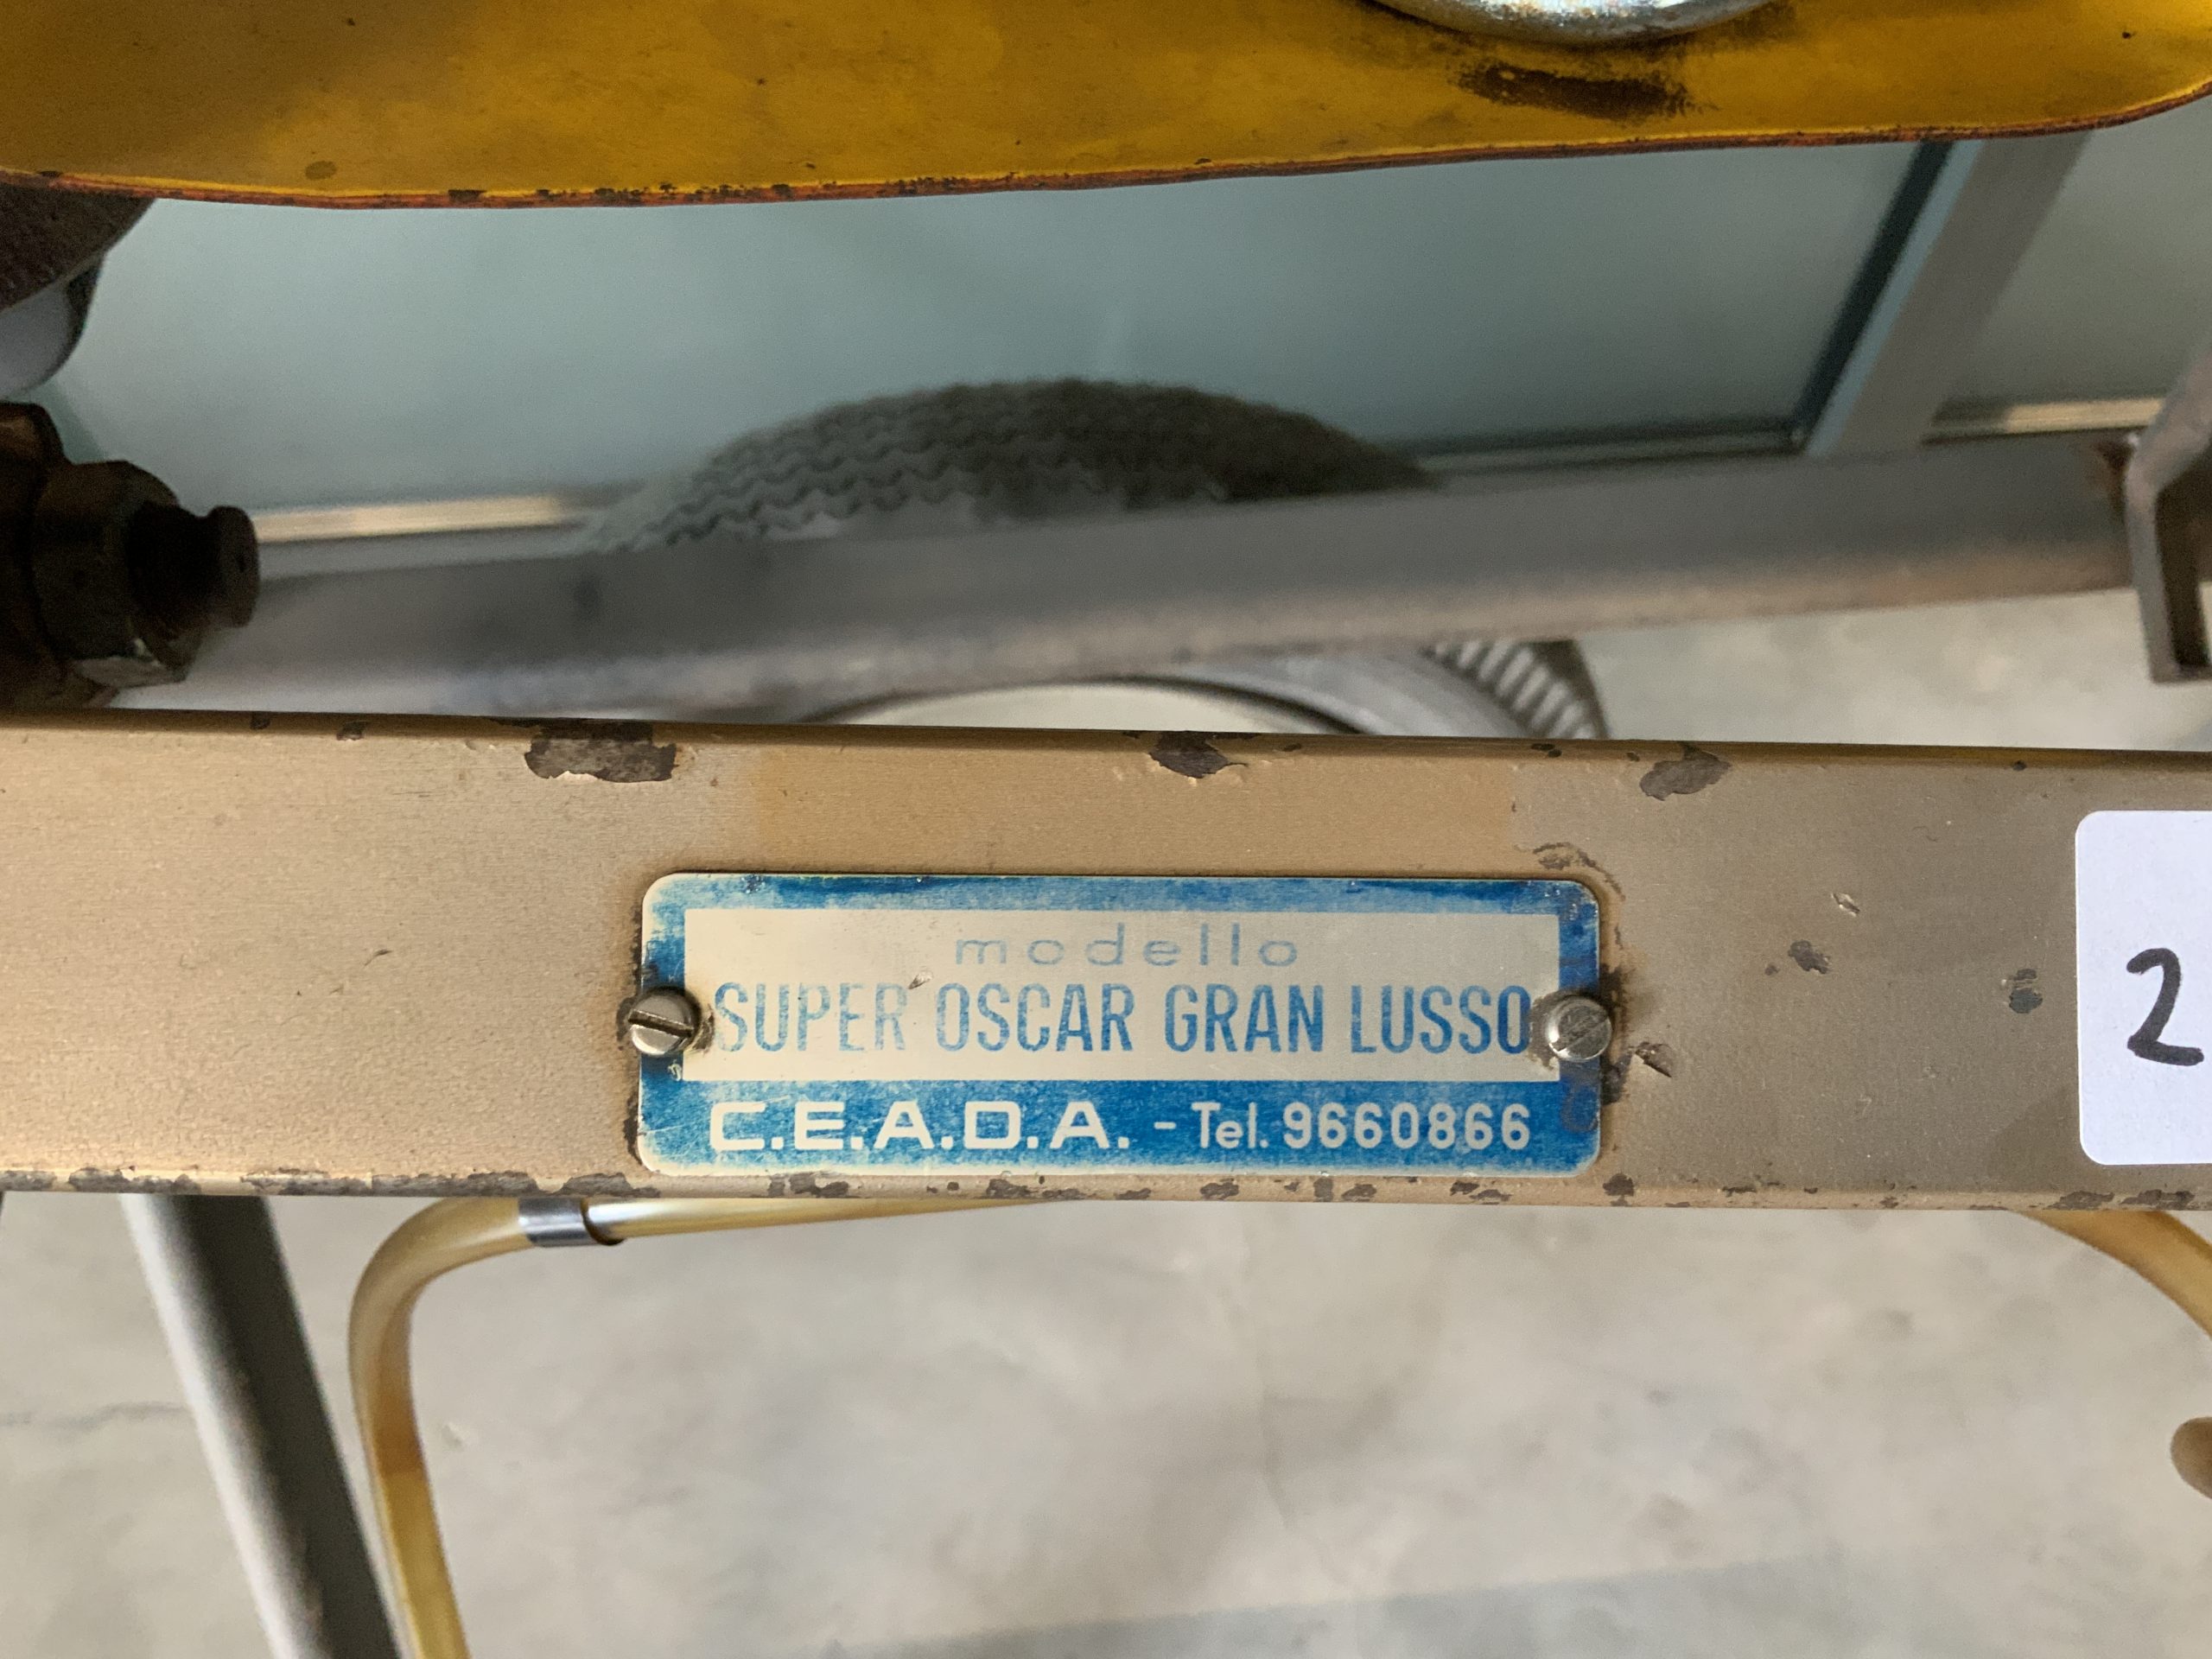 modello
SUPER OSCAR GRAN LUSSO
C.E.A.D.A. - Tel. 9660866
2